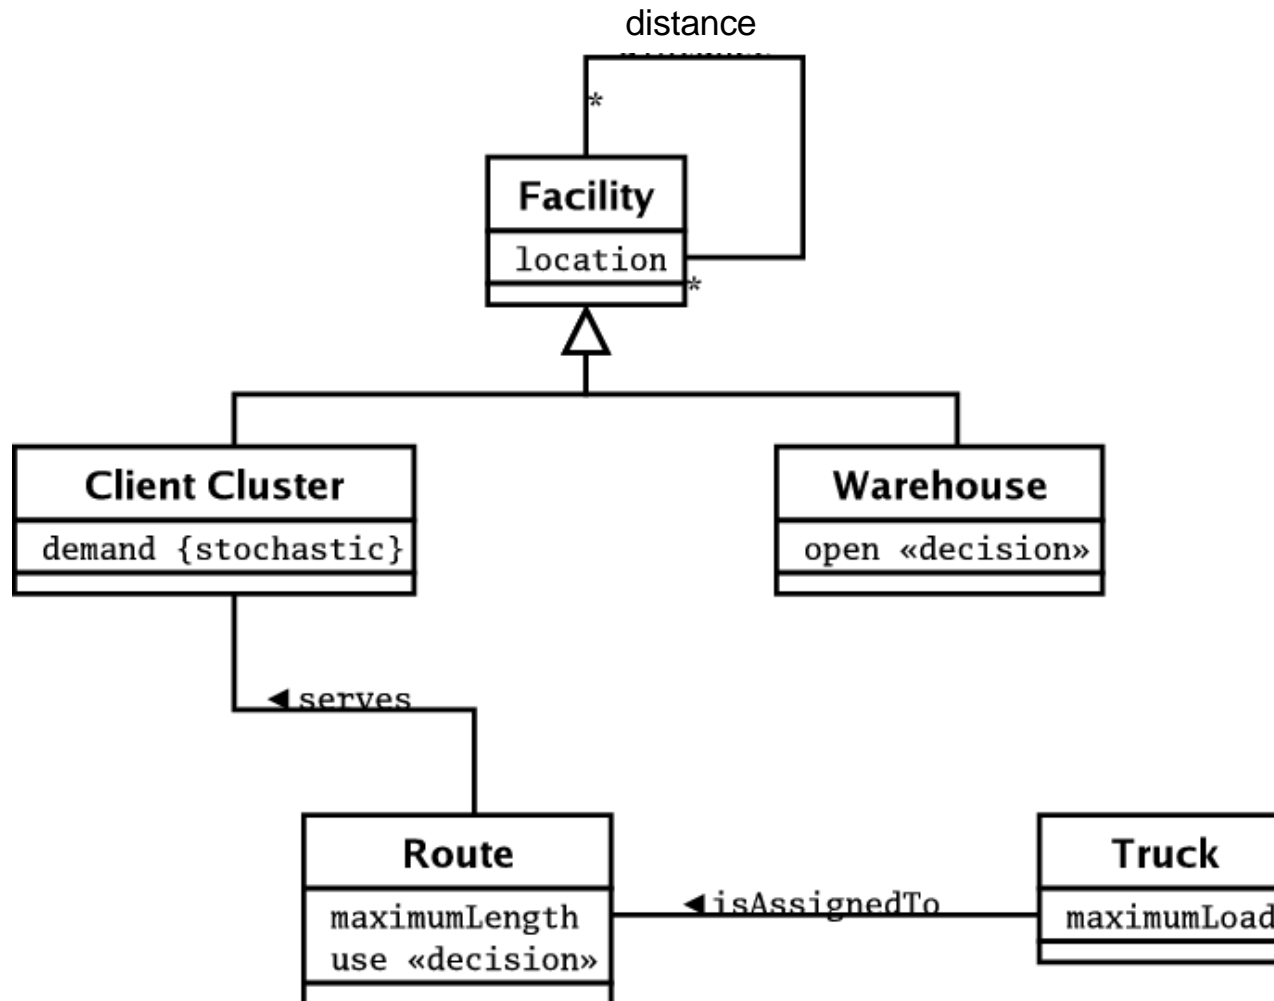 distance
*
Facility
location
*
Client Cluster
demand {stochastic}
Warehouse
open «decision»
◀ serves
Route
maximumLength
use «decision»
◀ isAssignedTo
Truck
maximumLoad